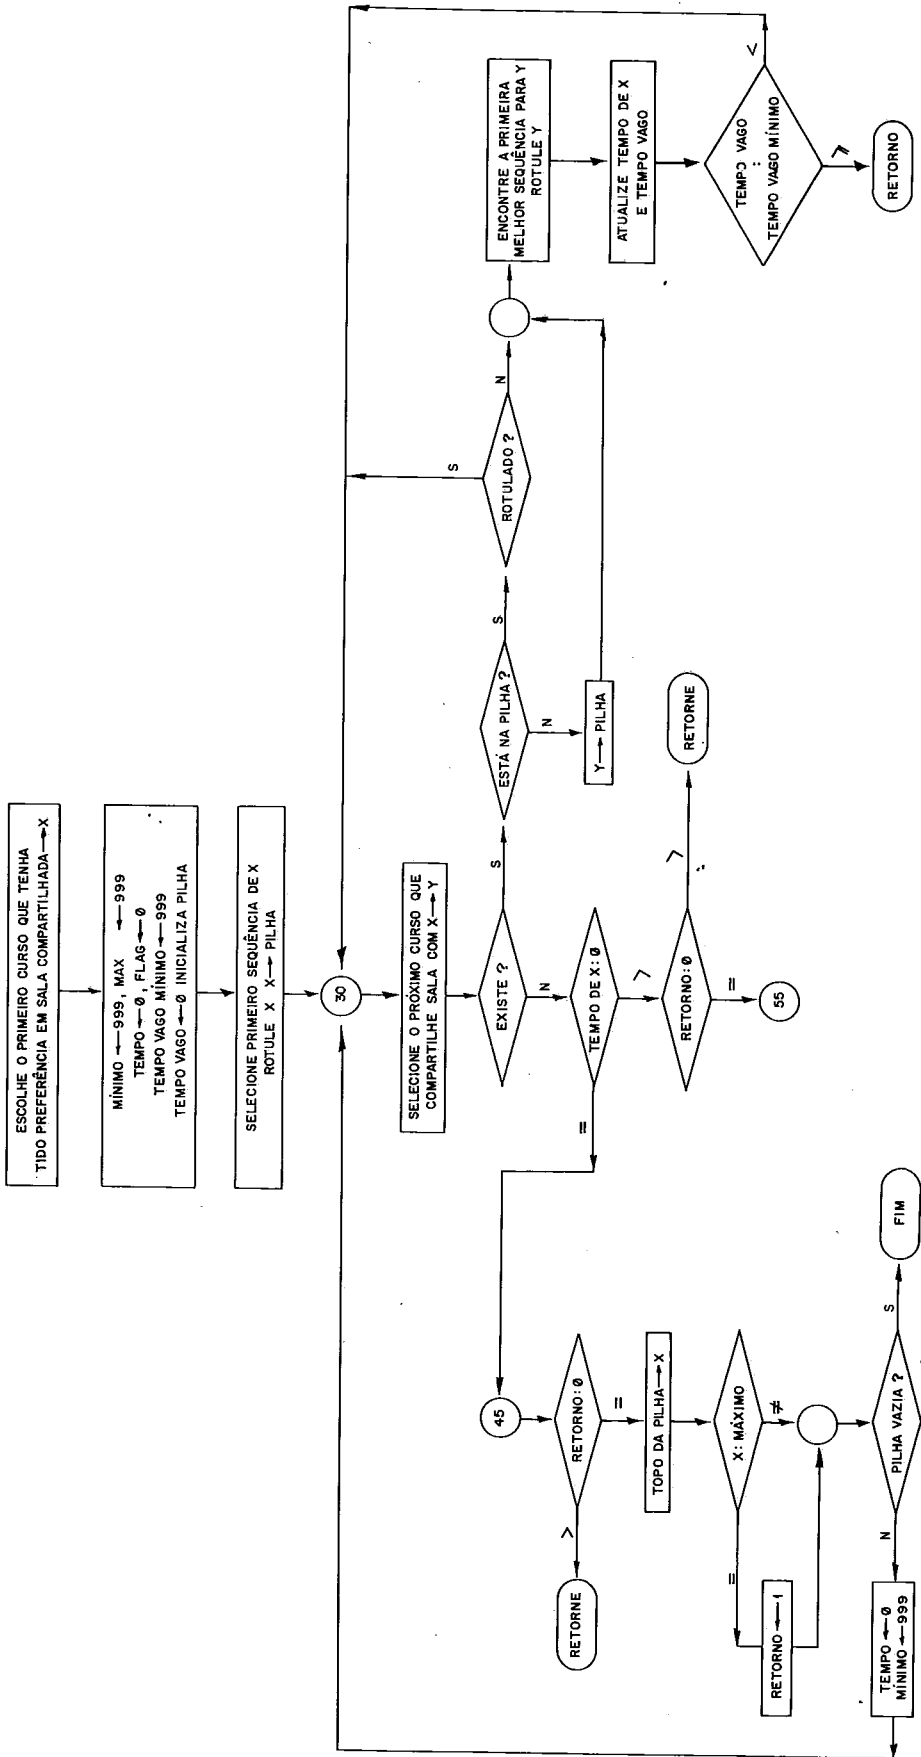 ESCOLHE O PRIMEIRO CURSO QUE TENHA
TIDO PREFERÊNCIA EM SALA COMPARTILHADA→X
MÍNIMO ←999, MAX ←999
TEMPO←0, FLAG←0
TEMPO VAGO MÍNIMO←999
TEMPO VAGO←0 INICIALIZA PILHA
SELECIONE PRIMEIRO SEQUÊNCIA DE X
ROTULE X X→PILHA
30
SELECIONE O PRÓXIMO CURSO QUE
COMPARTILHE SALA COM X→Y
EXISTE ?
S
N
ESTÁ NA PILHA ?
S
N
Y→PILHA
ROTULADO ?
S
N
ENCONTRE A PRIMEIRA
MELHOR SEQUÊNCIA PARA Y
ROTULE Y
ATUALIZE TEMPO DE X
E TEMPO VAGO
TEMPO VAGO
:
TEMPO VAGO MÍNIMO
<
⩾
RETORNO
TEMPO DE X:0
=
>
RETORNO:0
>
=
RETORNE
55
45
RETORNO:0
>
=
RETORNE
TOPO DA PILHA→X
X:MÁXIMO
=
≠
RETORNO←1
PILHA VAZIA ?
S
N
FIM
TEMPO←0
MÍNIMO←999